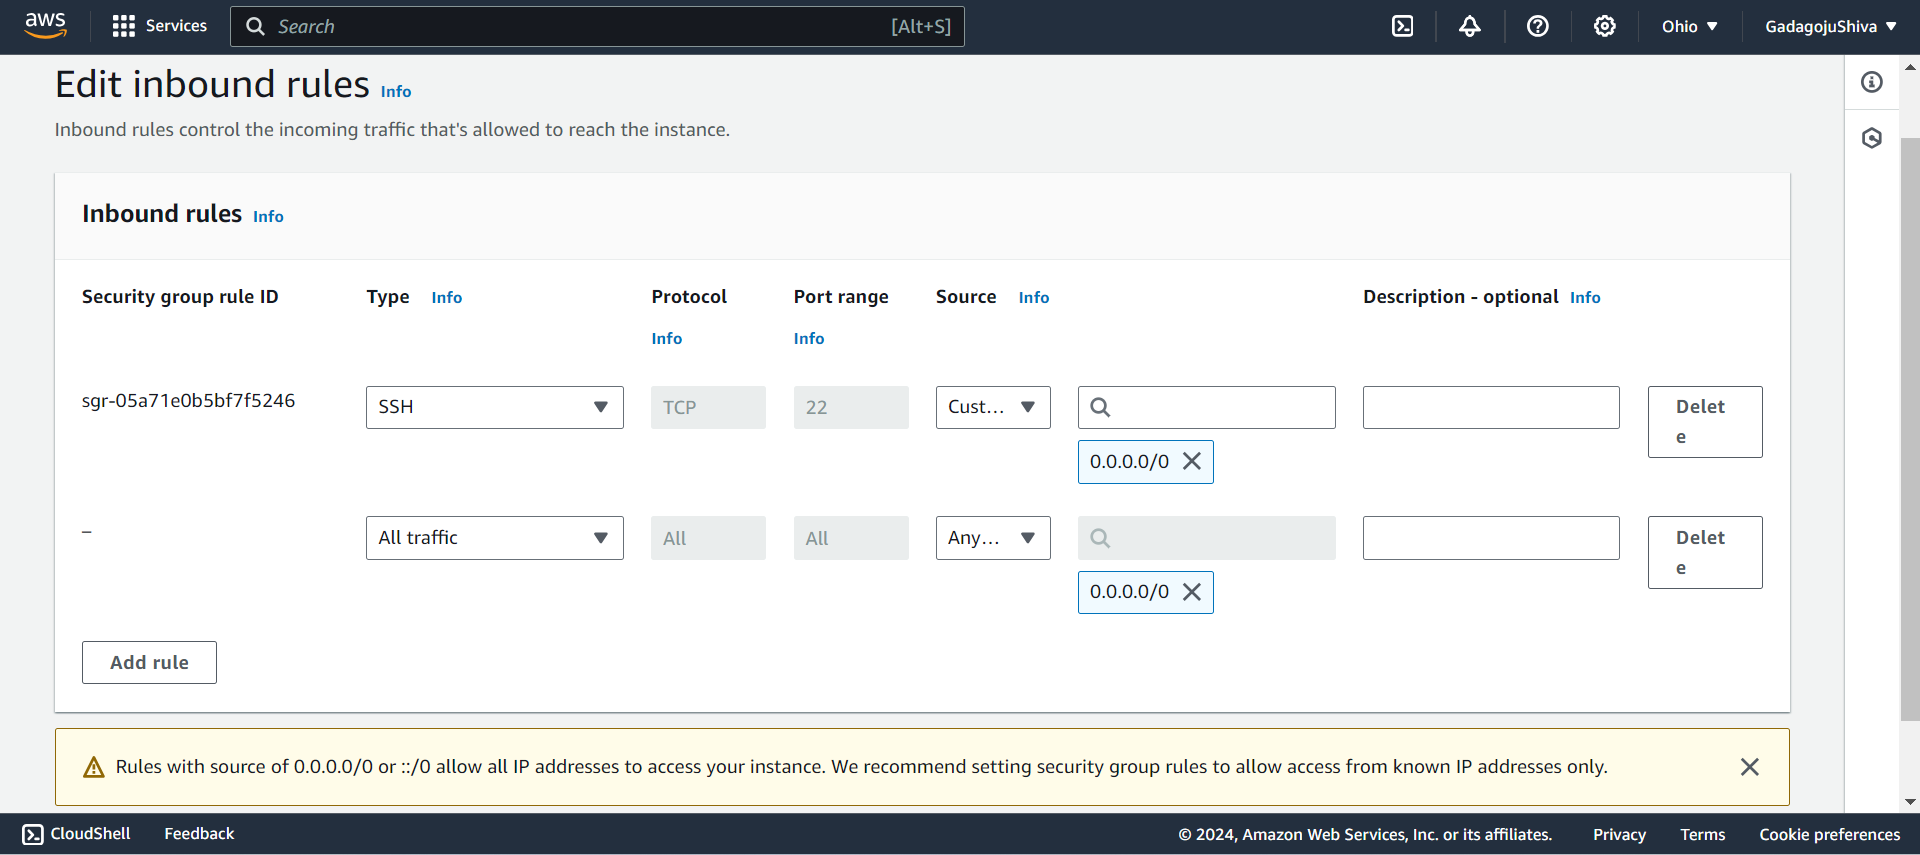 aws
Services
Search
[Alt+S]
Ohio
GadagojuShiva
Edit inbound rules Info
Inbound rules control the incoming traffic that's allowed to reach the instance.
Inbound rules Info
Security group rule ID
Type Info
Protocol
Info
Port range
Info
Source Info
Description - optional Info
sgr-05a71e0b5bf7f5246
SSH
TCP
22
Cust...
0.0.0.0/0
Delet
e
–
All traffic
All
All
Any...
0.0.0.0/0
Delet
e
Add rule
Rules with source of 0.0.0.0/0 or ::/0 allow all IP addresses to access your instance. We recommend setting security group rules to allow access from known IP addresses only.
CloudShell
Feedback
© 2024, Amazon Web Services, Inc. or its affiliates.
Privacy
Terms
Cookie preferences